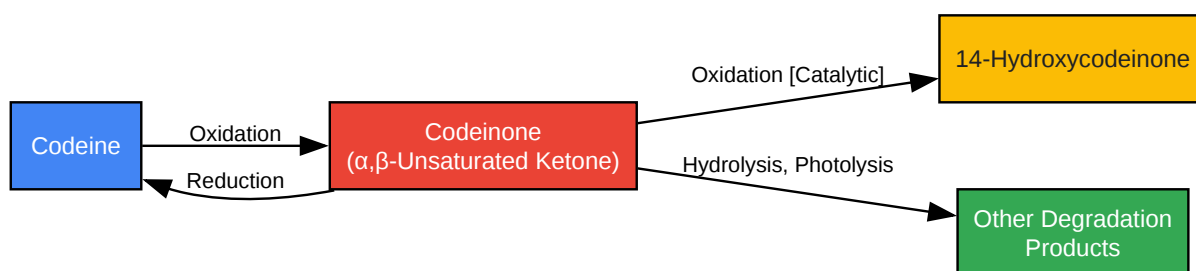 Codeine
Oxidation
Reduction
Codeinone
(α,β-Unsaturated Ketone)
Oxidation [Catalytic]
14-Hydroxycodeinone
Hydrolysis, Photolysis
Other Degradation
Products